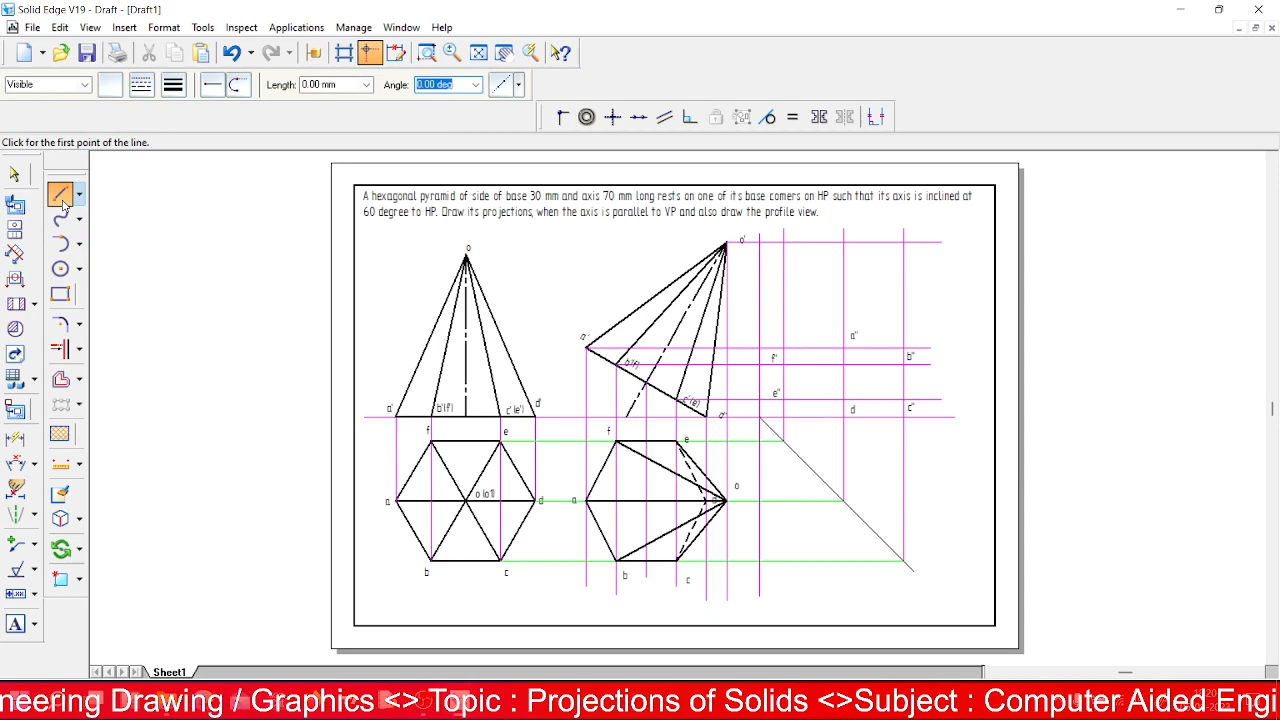 Solid Edge V19 - Draft - [Draft1]
File Edit View Insert Format Tools Inspect Applications Manage Window Help
Visible Length: 0.00 mm Angle: 0.00 deg
Click for the first point of the line.
A hexagonal pyramid of side of base 30 mm and axis 70 mm long rests on one of its base corners on HP such that its axis is inclined at
60 degree to HP. Draw its projections, when the axis is parallel to VP and also draw the profile view.
o o'
a' a"
b'(f') f' b"
a' b'(f') c'(e') d' c'(e') d' e" d c"
f e f e
a o (o1) d a d o
b c b c
A
Sheet1
neering Drawing / Graphics <> Topic : Projections of Solids <>Subject : Computer Aided Engi